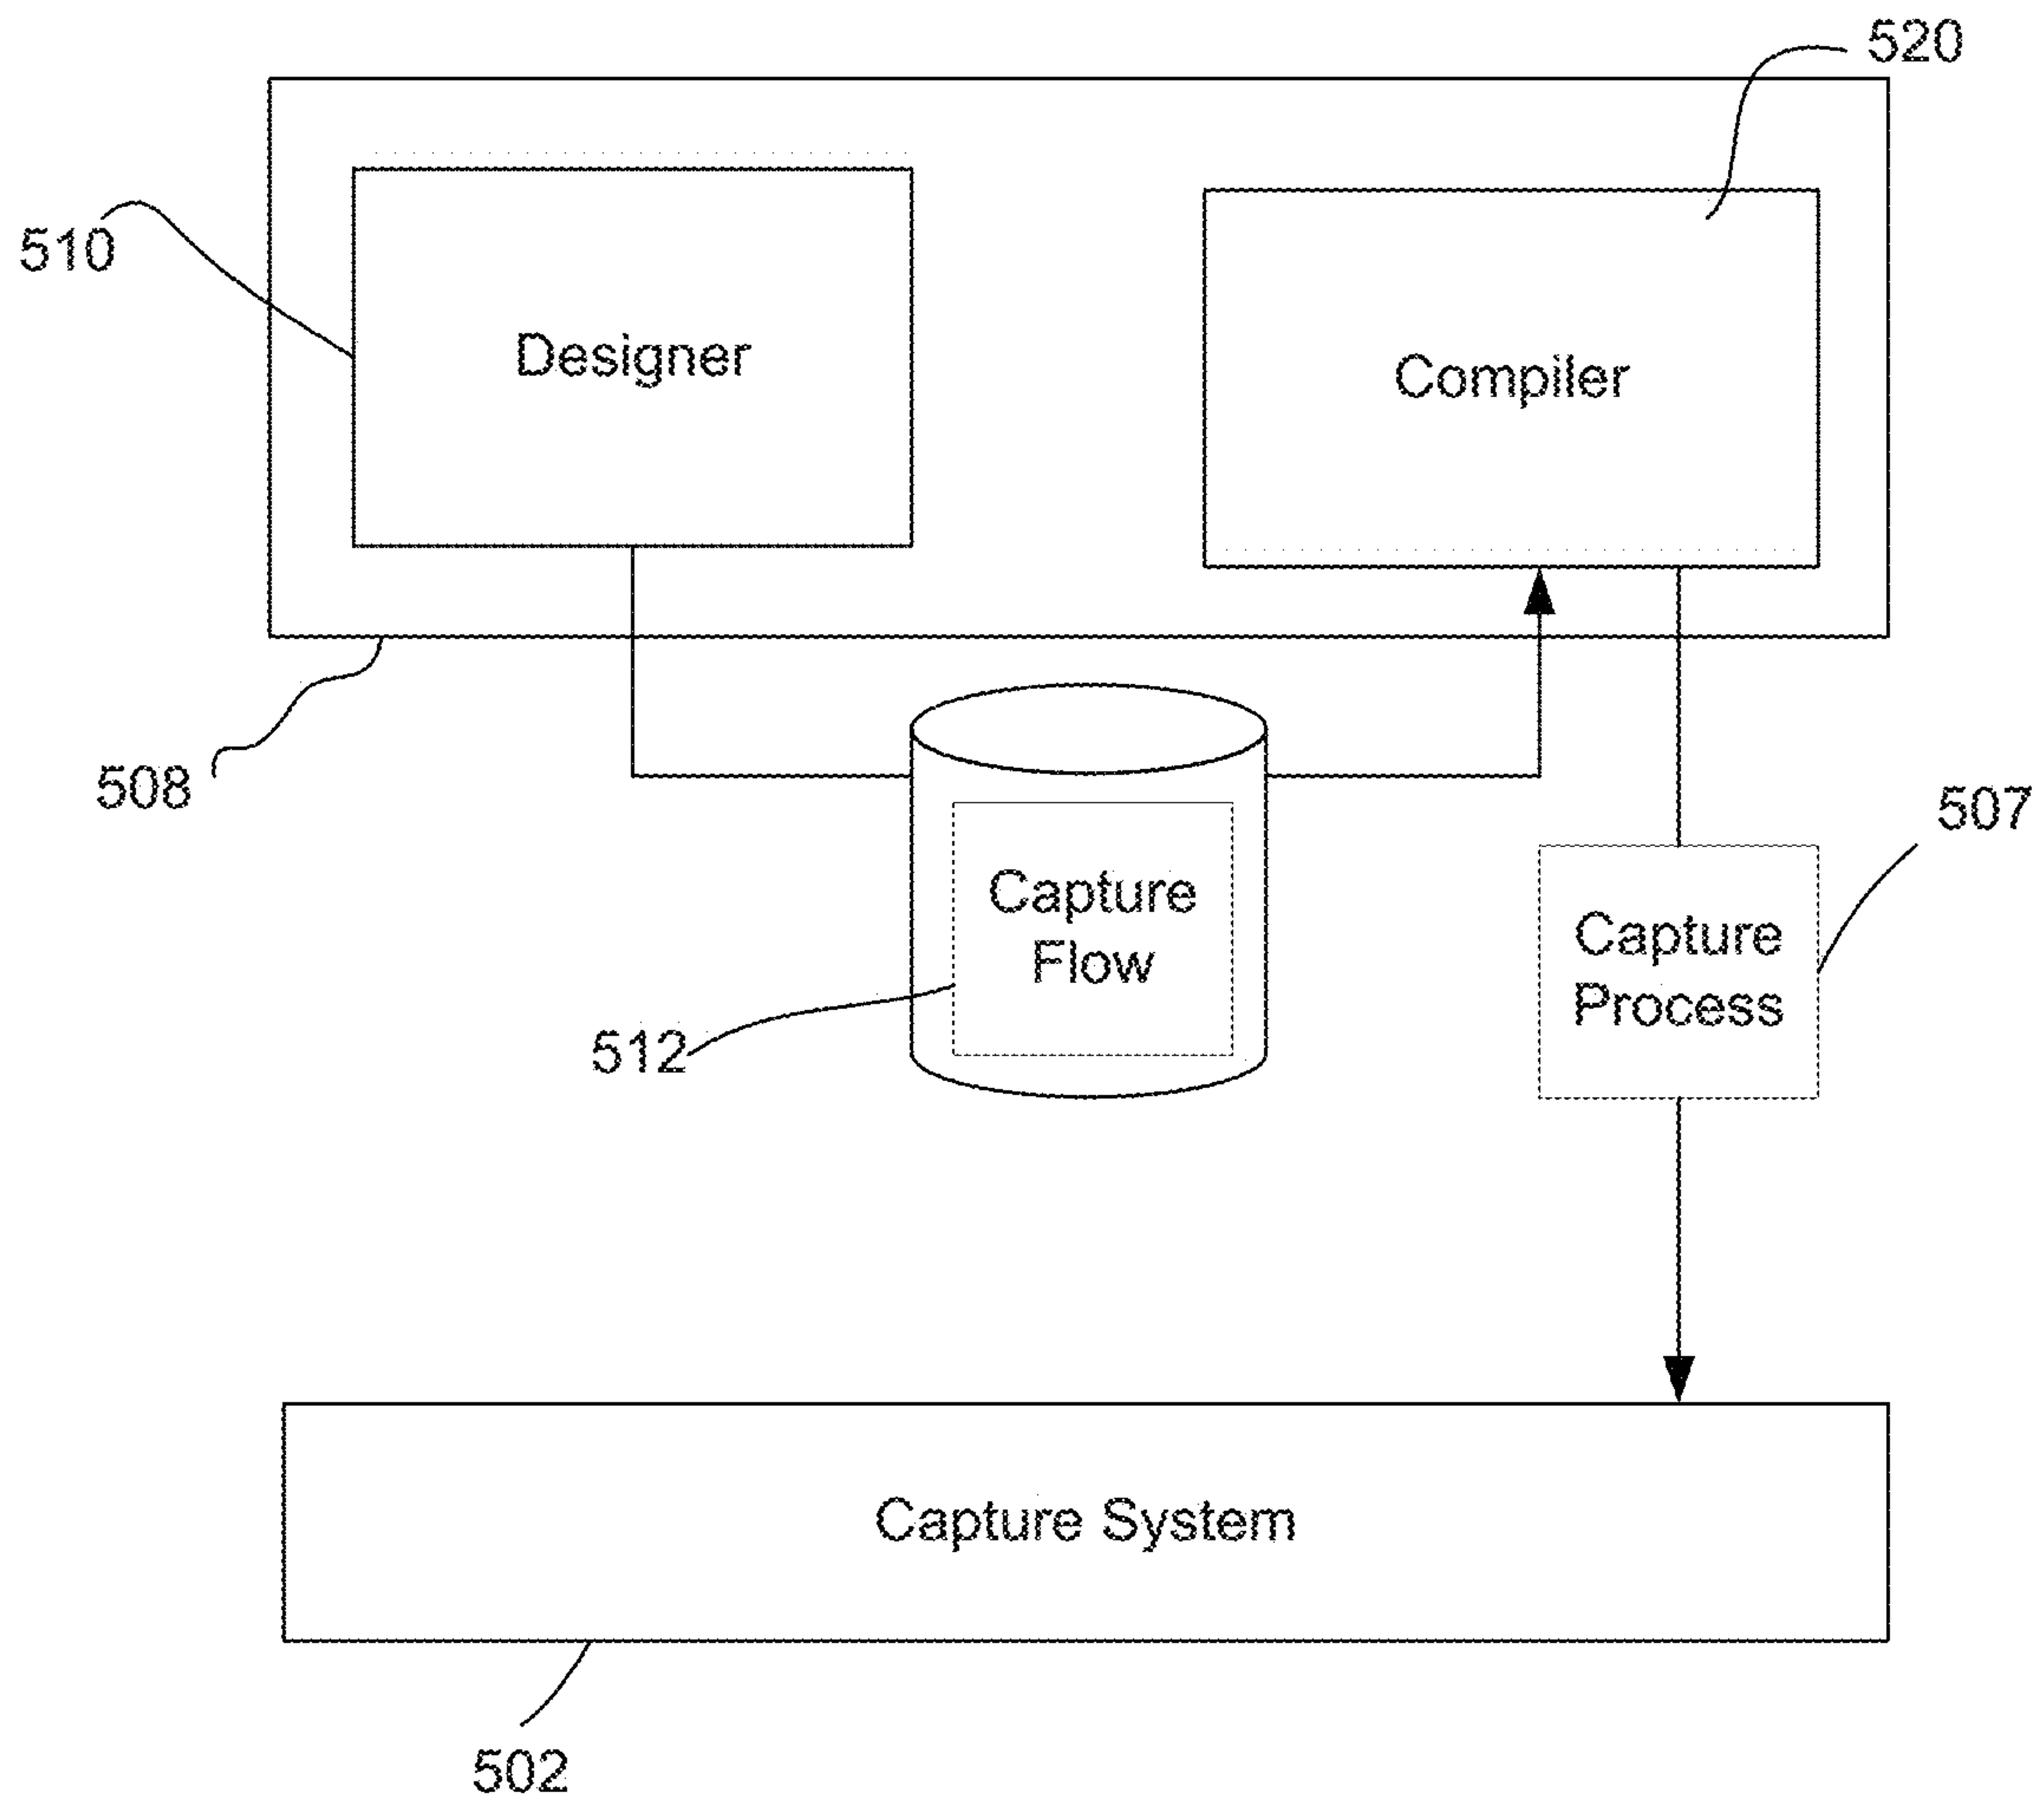 520
510
Designer
Compiler
508
507
Capture
Flow
Capture
Process
512
Capture System
502